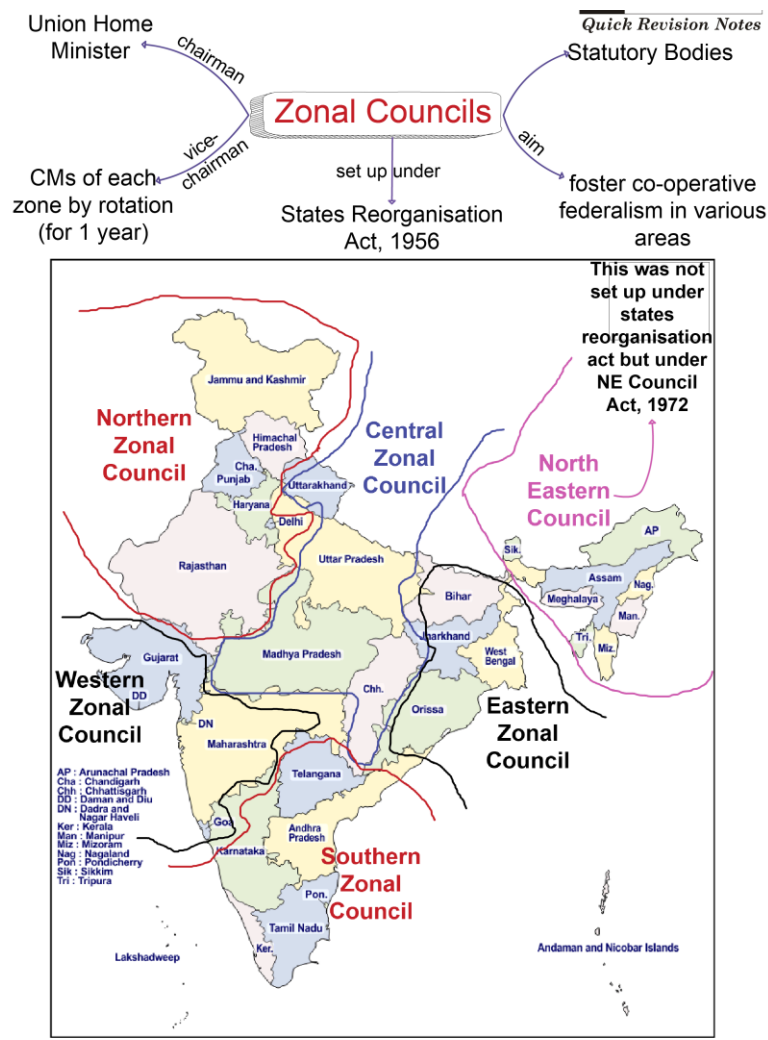 Quick Revision Notes
Union Home
Minister
chairman
Statutory Bodies
Zonal Councils
vice-
chairman
aim
CMs of each
zone by rotation
(for 1 year)
set up under
States Reorganisation
Act, 1956
foster co-operative
federalism in various
areas
This was not
set up under
states
reorganisation
act but under
NE Council
Act, 1972
Jammu and Kashmir
Northern
Zonal
Council
Himachal
Pradesh
Central
Zonal
Council
Cha.
Punjab
Uttarakhand
Haryana
Delhi
North
Eastern
Council
Rajasthan
Uttar Pradesh
Sik.
AP
Assam
Nag.
Meghalaya
Man.
Tri.
Miz.
Bihar
Jharkhand
West
Bengal
Gujarat
Madhya Pradesh
DD
Western
Zonal
Council
Chh.
Orissa
Eastern
Zonal
Council
DN
Maharashtra
Telangana
AP : Arunachal Pradesh
Cha : Chandigarh
Chh : Chhattisgarh
DD : Daman and Diu
DN : Dadra and
Nagar Haveli
Ker : Kerala
Man : Manipur
Miz : Mizoram
Nag : Nagaland
Pon : Pondicherry
Sik : Sikkim
Tri : Tripura
Goa
Karnataka
Andhra
Pradesh
Southern
Zonal
Council
Pon.
Tamil Nadu
Ker.
Lakshadweep
Andaman and Nicobar Islands